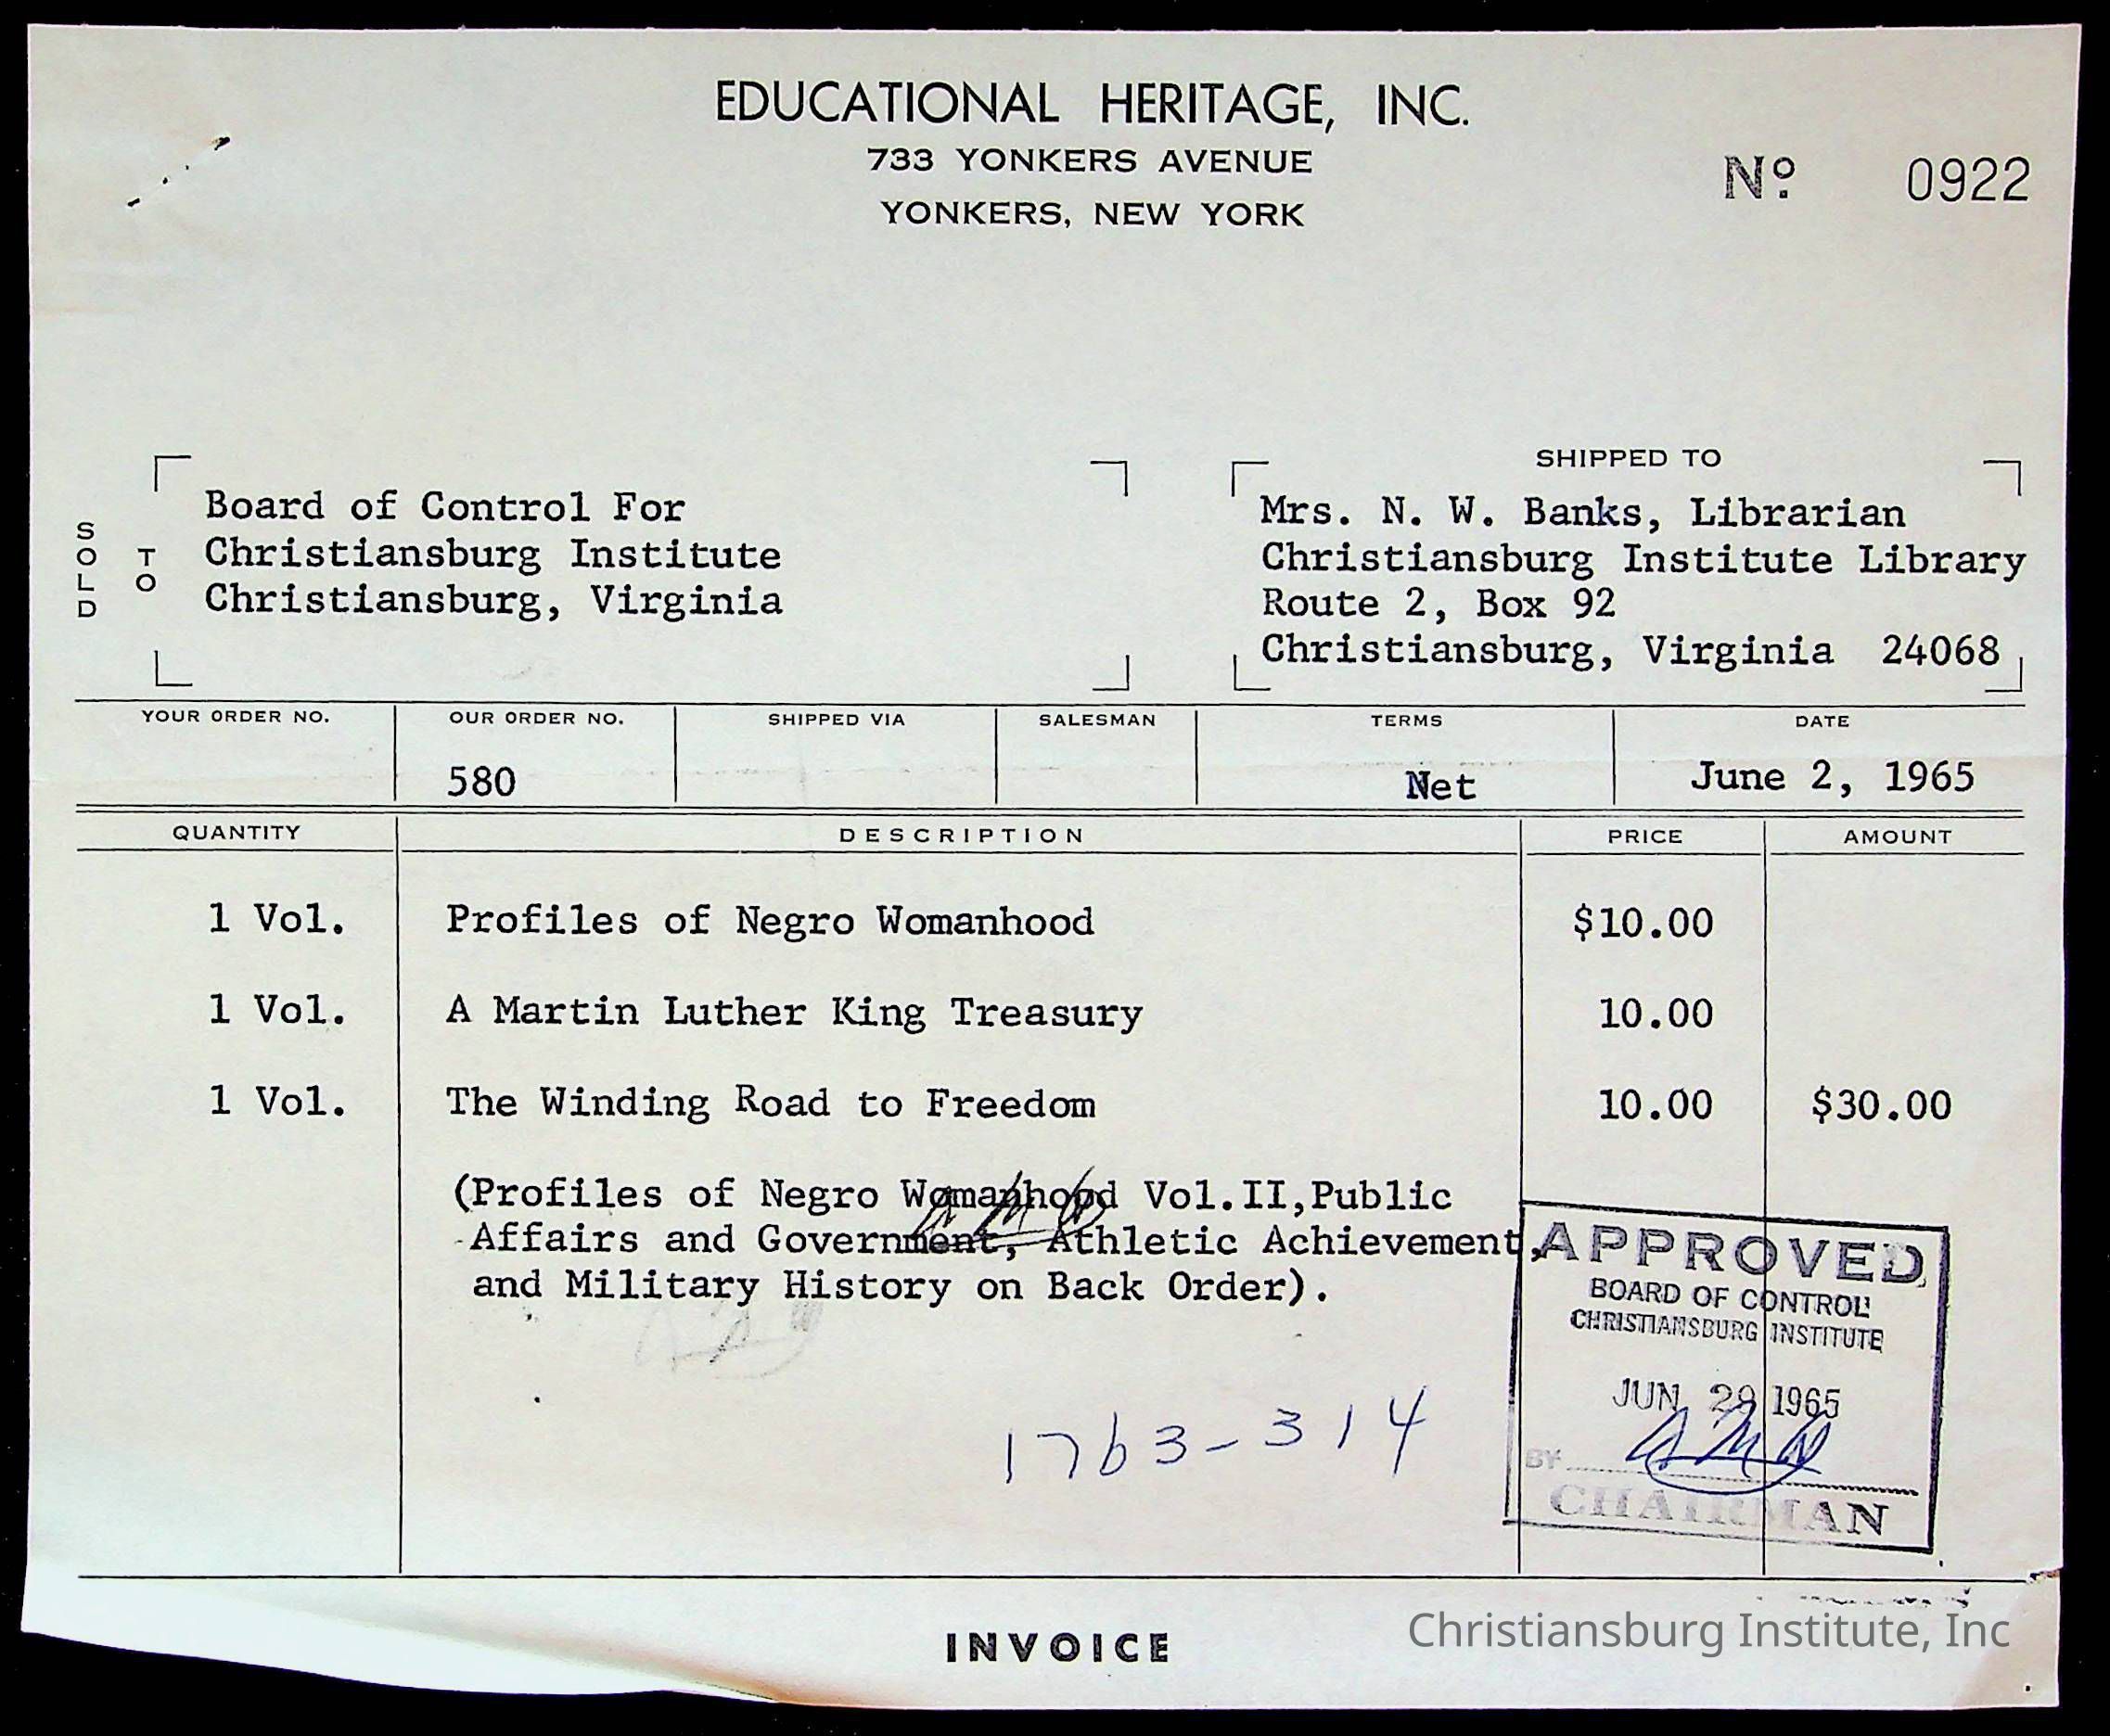 EDUCATIONAL HERITAGE, INC.
733 YONKERS AVENUE
YONKERS, NEW YORK
Nº 0922
SOLD TO
Board of Control For
Christiansburg Institute
Christiansburg, Virginia
SHIPPED TO
Mrs. N. W. Banks, Librarian
Christiansburg Institute Library
Route 2, Box 92
Christiansburg, Virginia 24068
YOUR ORDER NO. OUR ORDER NO. SHIPPED VIA SALESMAN TERMS DATE
580 Net June 2, 1965
QUANTITY DESCRIPTION PRICE AMOUNT
1 Vol. Profiles of Negro Womanhood $10.00
1 Vol. A Martin Luther King Treasury 10.00
1 Vol. The Winding Road to Freedom 10.00 $30.00
(Profiles of Negro Womanhood Vol.II,Public
Affairs and Government, Athletic Achievement,
and Military History on Back Order).
1763-314
APPROVED
BOARD OF CONTROL
CHRISTIANSBURG INSTITUTE
JUN 29 1965
BY
CHAIRMAN
INVOICE
Christiansburg Institute, Inc